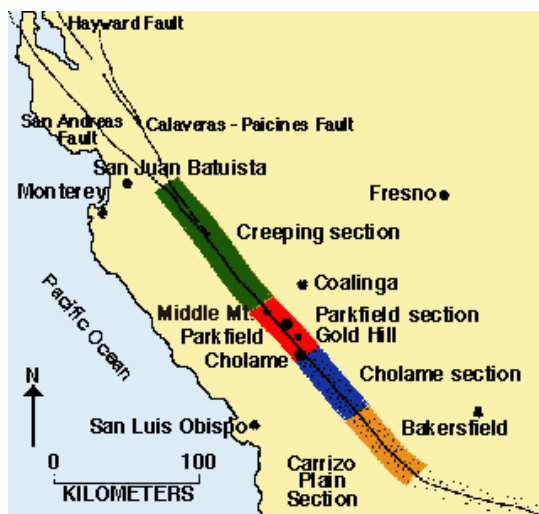 Hayward Fault
San Andreas
Fault
Calaveras - Paicines Fault
San Juan Batuista
Monterey
Fresno
Creeping section
Pacific Ocean
Coalinga
Middle Mt.
Parkfield section
Parkfield
Gold Hill
Cholame
Cholame section
N
San Luis Obispo
Bakersfield
0 100
KILOMETERS
Carrizo
Plain
Section